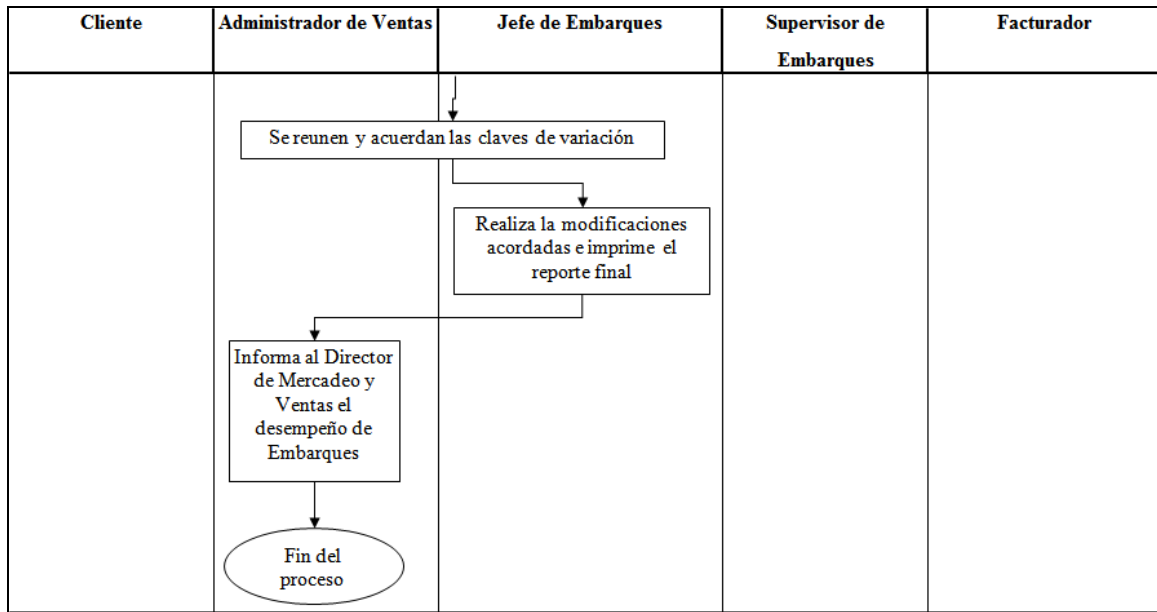 Cliente
Administrador de Ventas
Jefe de Embarques
Supervisor de
Embarques
Facturador
Se reunen y acuerdan las claves de variación
Realiza la modificaciones
acordadas e imprime el
reporte final
Informa al Director
de Mercadeo y
Ventas el
desempeño de
Embarques
Fin del
proceso